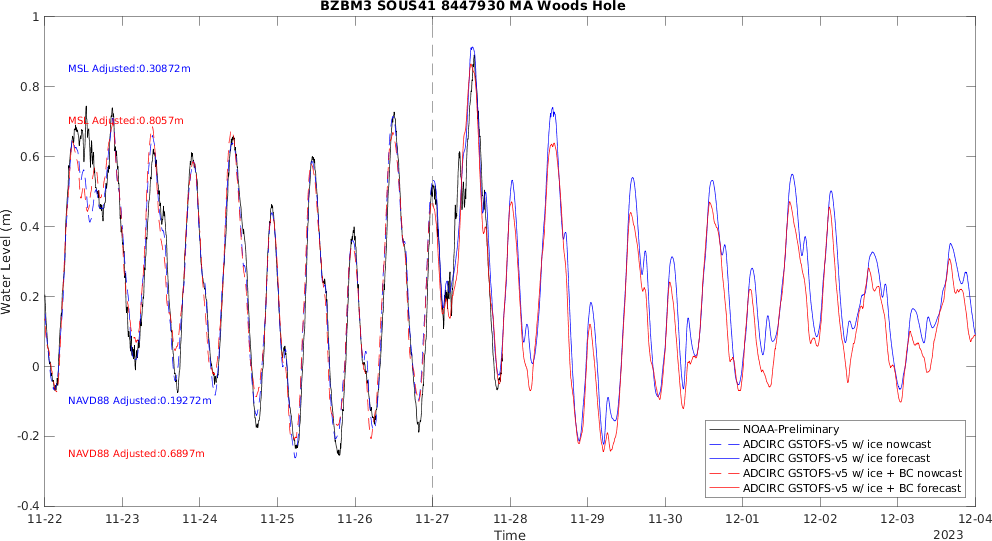 BZBM3 SOUS41 8447930 MA Woods Hole
Water Level (m)
1
0.8
0.6
0.4
0.2
0
-0.2
-0.4
MSL Adjusted:0.30872m
MSL Adjusted:0.8057m
NAVD88 Adjusted:0.19272m
NAVD88 Adjusted:0.6897m
NOAA-Preliminary
ADCIRC GSTOFS-v5 w/ ice nowcast
ADCIRC GSTOFS-v5 w/ ice forecast
ADCIRC GSTOFS-v5 w/ ice + BC nowcast
ADCIRC GSTOFS-v5 w/ ice + BC forecast
11-22 11-23 11-24 11-25 11-26 11-27 11-28 11-29 11-30 12-01 12-02 12-03 12-04
Time
2023